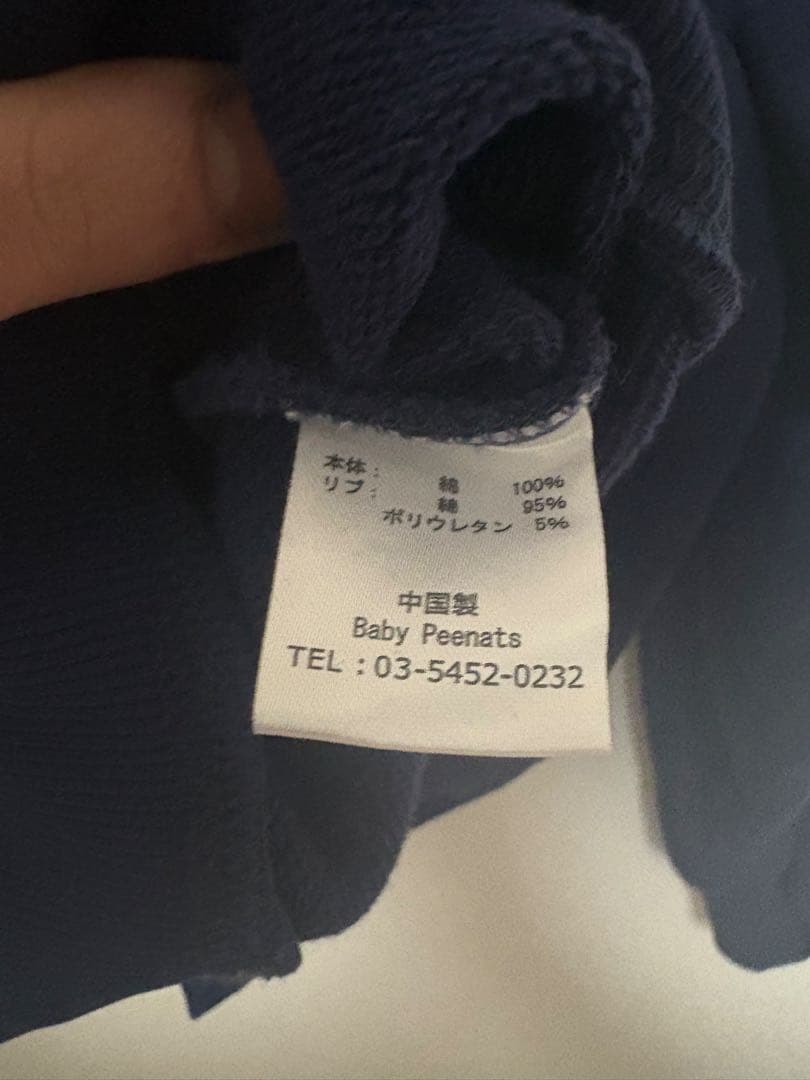 本体： 綿 100%
リブ： 綿 95%
ポリウレタン 5%
中国製
Baby Peenats
TEL：03-5452-0232